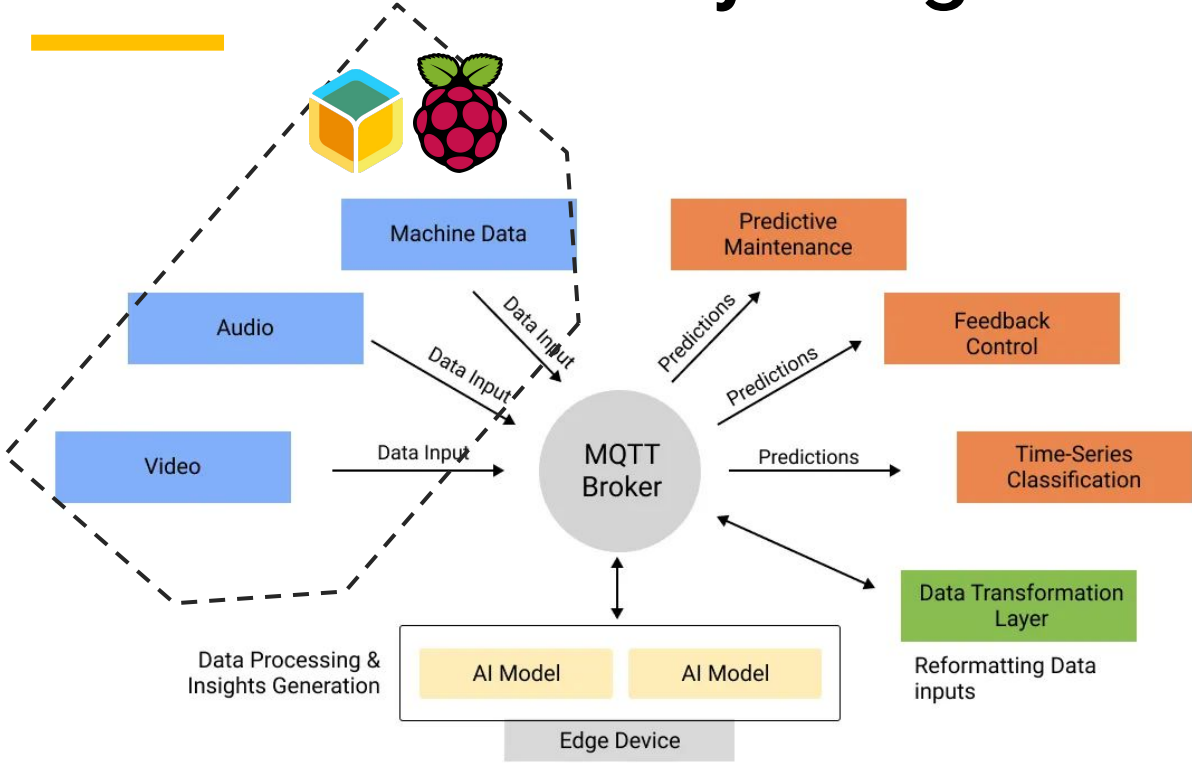 Machine Data
Predictive
Maintenance
Audio
Data Input
Predictions
Feedback
Control
Data Input
Predictions
Video
Data Input
MQTT
Broker
Predictions
Time-Series
Classification
Data Transformation
Layer
Data Processing &
Insights Generation
AI Model
AI Model
Reformatting Data
inputs
Edge Device